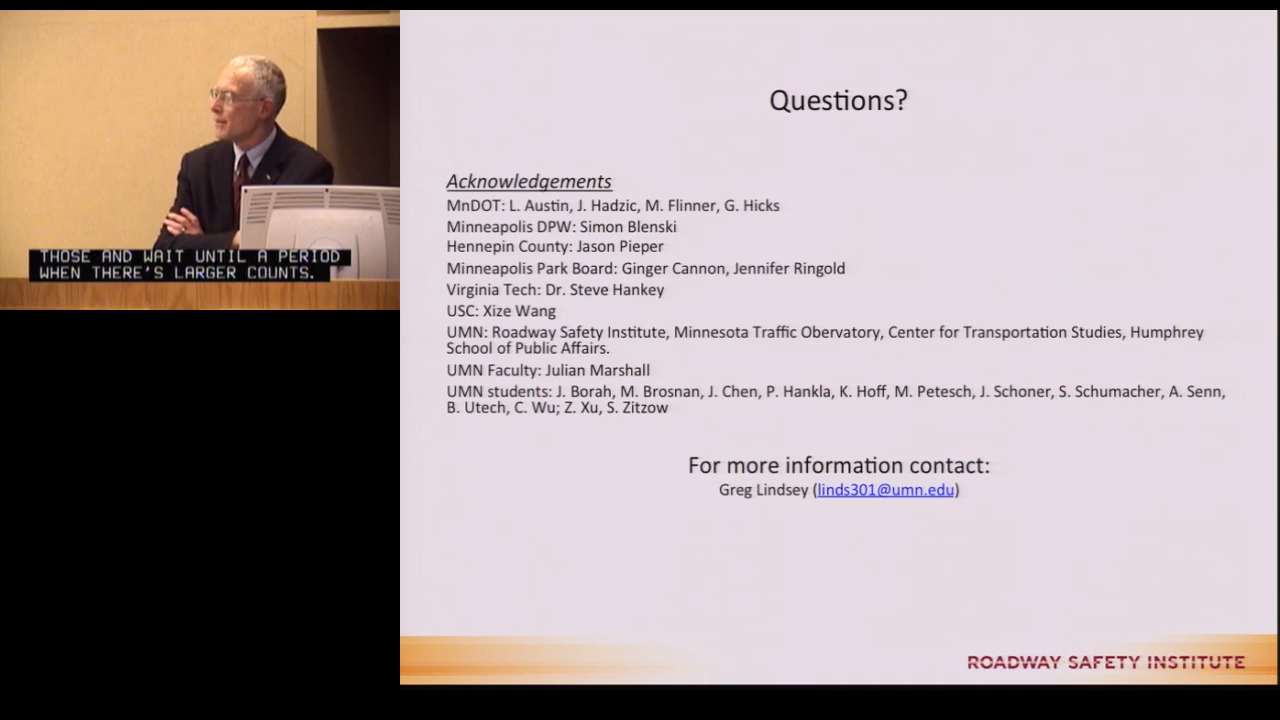 THOSE AND WAIT UNTIL A PERIOD
WHEN THERE'S LARGER COUNTS.
Questions?
Acknowledgements
MnDOT: L. Austin, J. Hadzic, M. Flinner, G. Hicks
Minneapolis DPW: Simon Blenski
Hennepin County: Jason Pieper
Minneapolis Park Board: Ginger Cannon, Jennifer Ringold
Virginia Tech: Dr. Steve Hankey
USC: Xize Wang
UMN: Roadway Safety Institute, Minnesota Traffic Obervatory, Center for Transportation Studies, Humphrey
School of Public Affairs.
UMN Faculty: Julian Marshall
UMN students: J. Borah, M. Brosnan, J. Chen, P. Hankla, K. Hoff, M. Petesch, J. Schoner, S. Schumacher, A. Senn,
B. Utech, C. Wu; Z. Xu, S. Zitzow
For more information contact:
Greg Lindsey (linds301@umn.edu)
ROADWAY SAFETY INSTITUTE